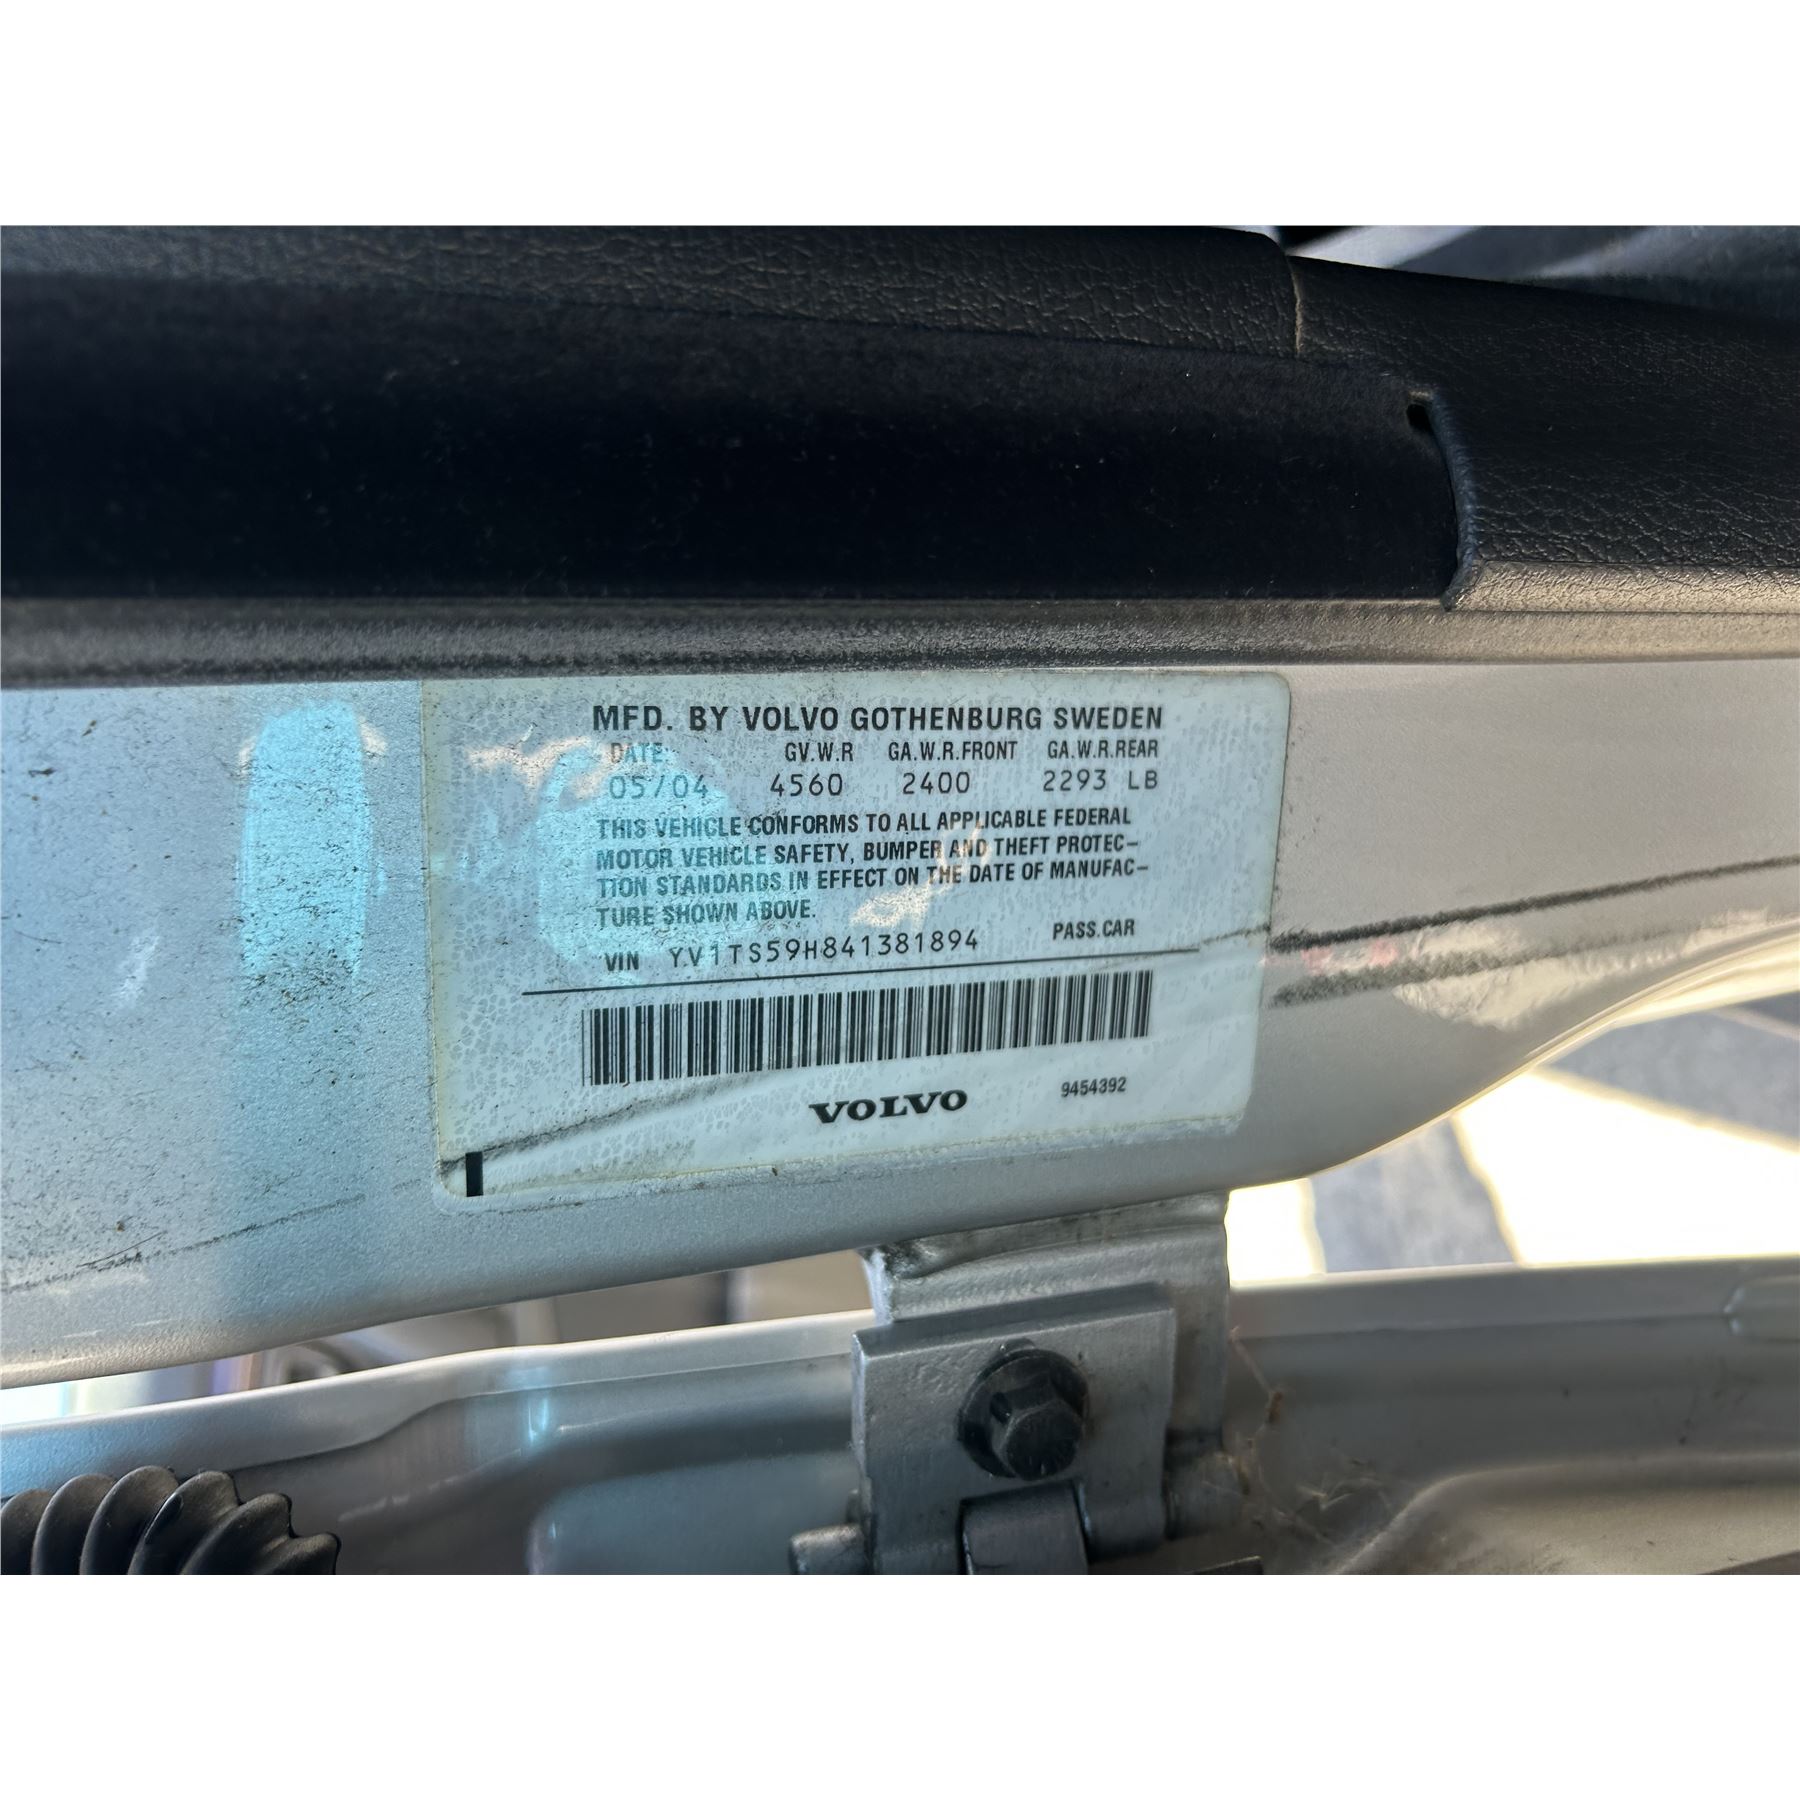 MFD. BY VOLVO GOTHENBURG SWEDEN
DATE GV.W.R GA.W.R.FRONT GA.W.R.REAR
05/04 4560 2400 2293 LB
THIS VEHICLE CONFORMS TO ALL APPLICABLE FEDERAL
MOTOR VEHICLE SAFETY, BUMPER AND THEFT PROTEC-
TION STANDARDS IN EFFECT ON THE DATE OF MANUFAC-
TURE SHOWN ABOVE.
VIN YV1TS59H841381894 PASS.CAR
VOLVO 9454392